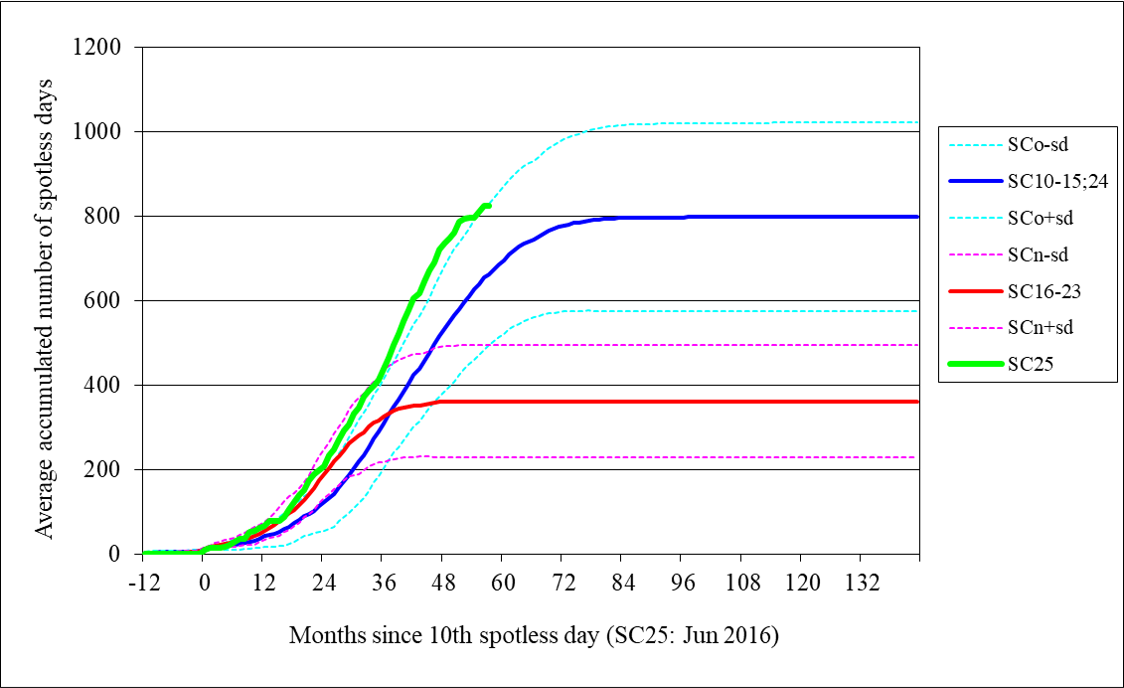 1200
1000
800
600
400
200
0
Average accumulated number of spotless days
-12 0 12 24 36 48 60 72 84 96 108 120 132
Months since 10th spotless day (SC25: Jun 2016)
SCo-sd
SC10-15;24
SCo+sd
SCn-sd
SC16-23
SCn+sd
SC25